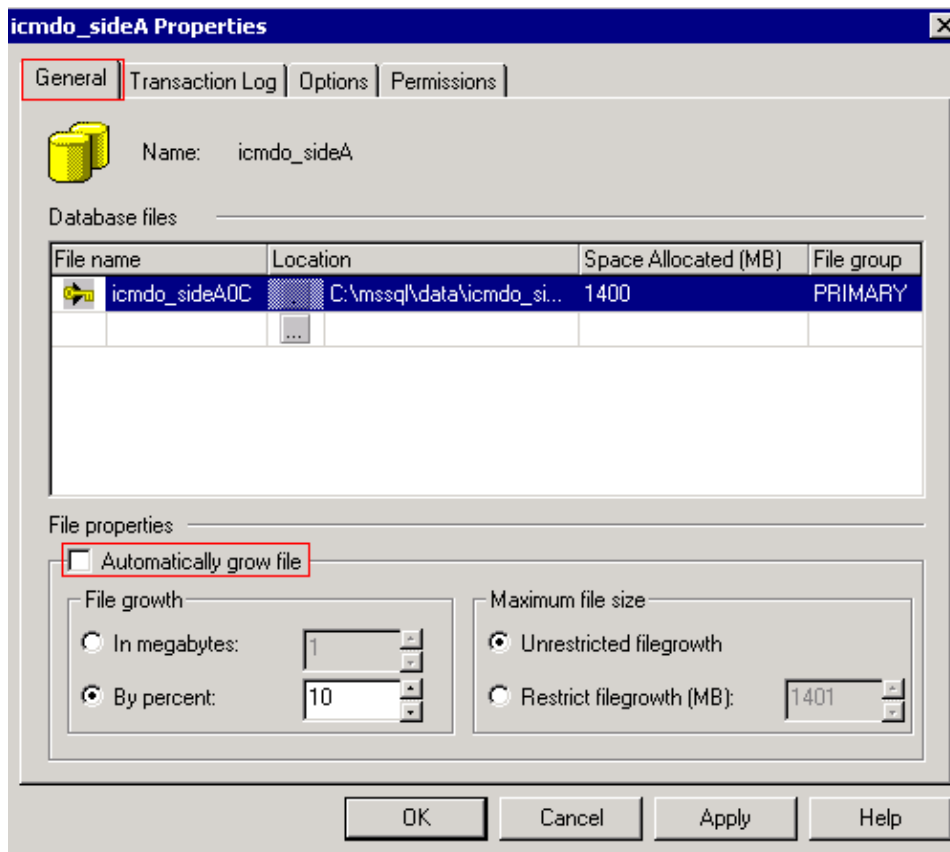 icmdo_sideA Properties
General Transaction Log Options Permissions
Name: icmdo_sideA
Database files
File name Location Space Allocated (MB) File group
icmdo_sideA0C . C:\mssql\data\icmdo_si... 1400 PRIMARY
...
File properties
Automatically grow file
File growth Maximum file size
In megabytes: 1 Unrestricted filegrowth
By percent: 10 Restrict filegrowth (MB): 1401
OK Cancel Apply Help